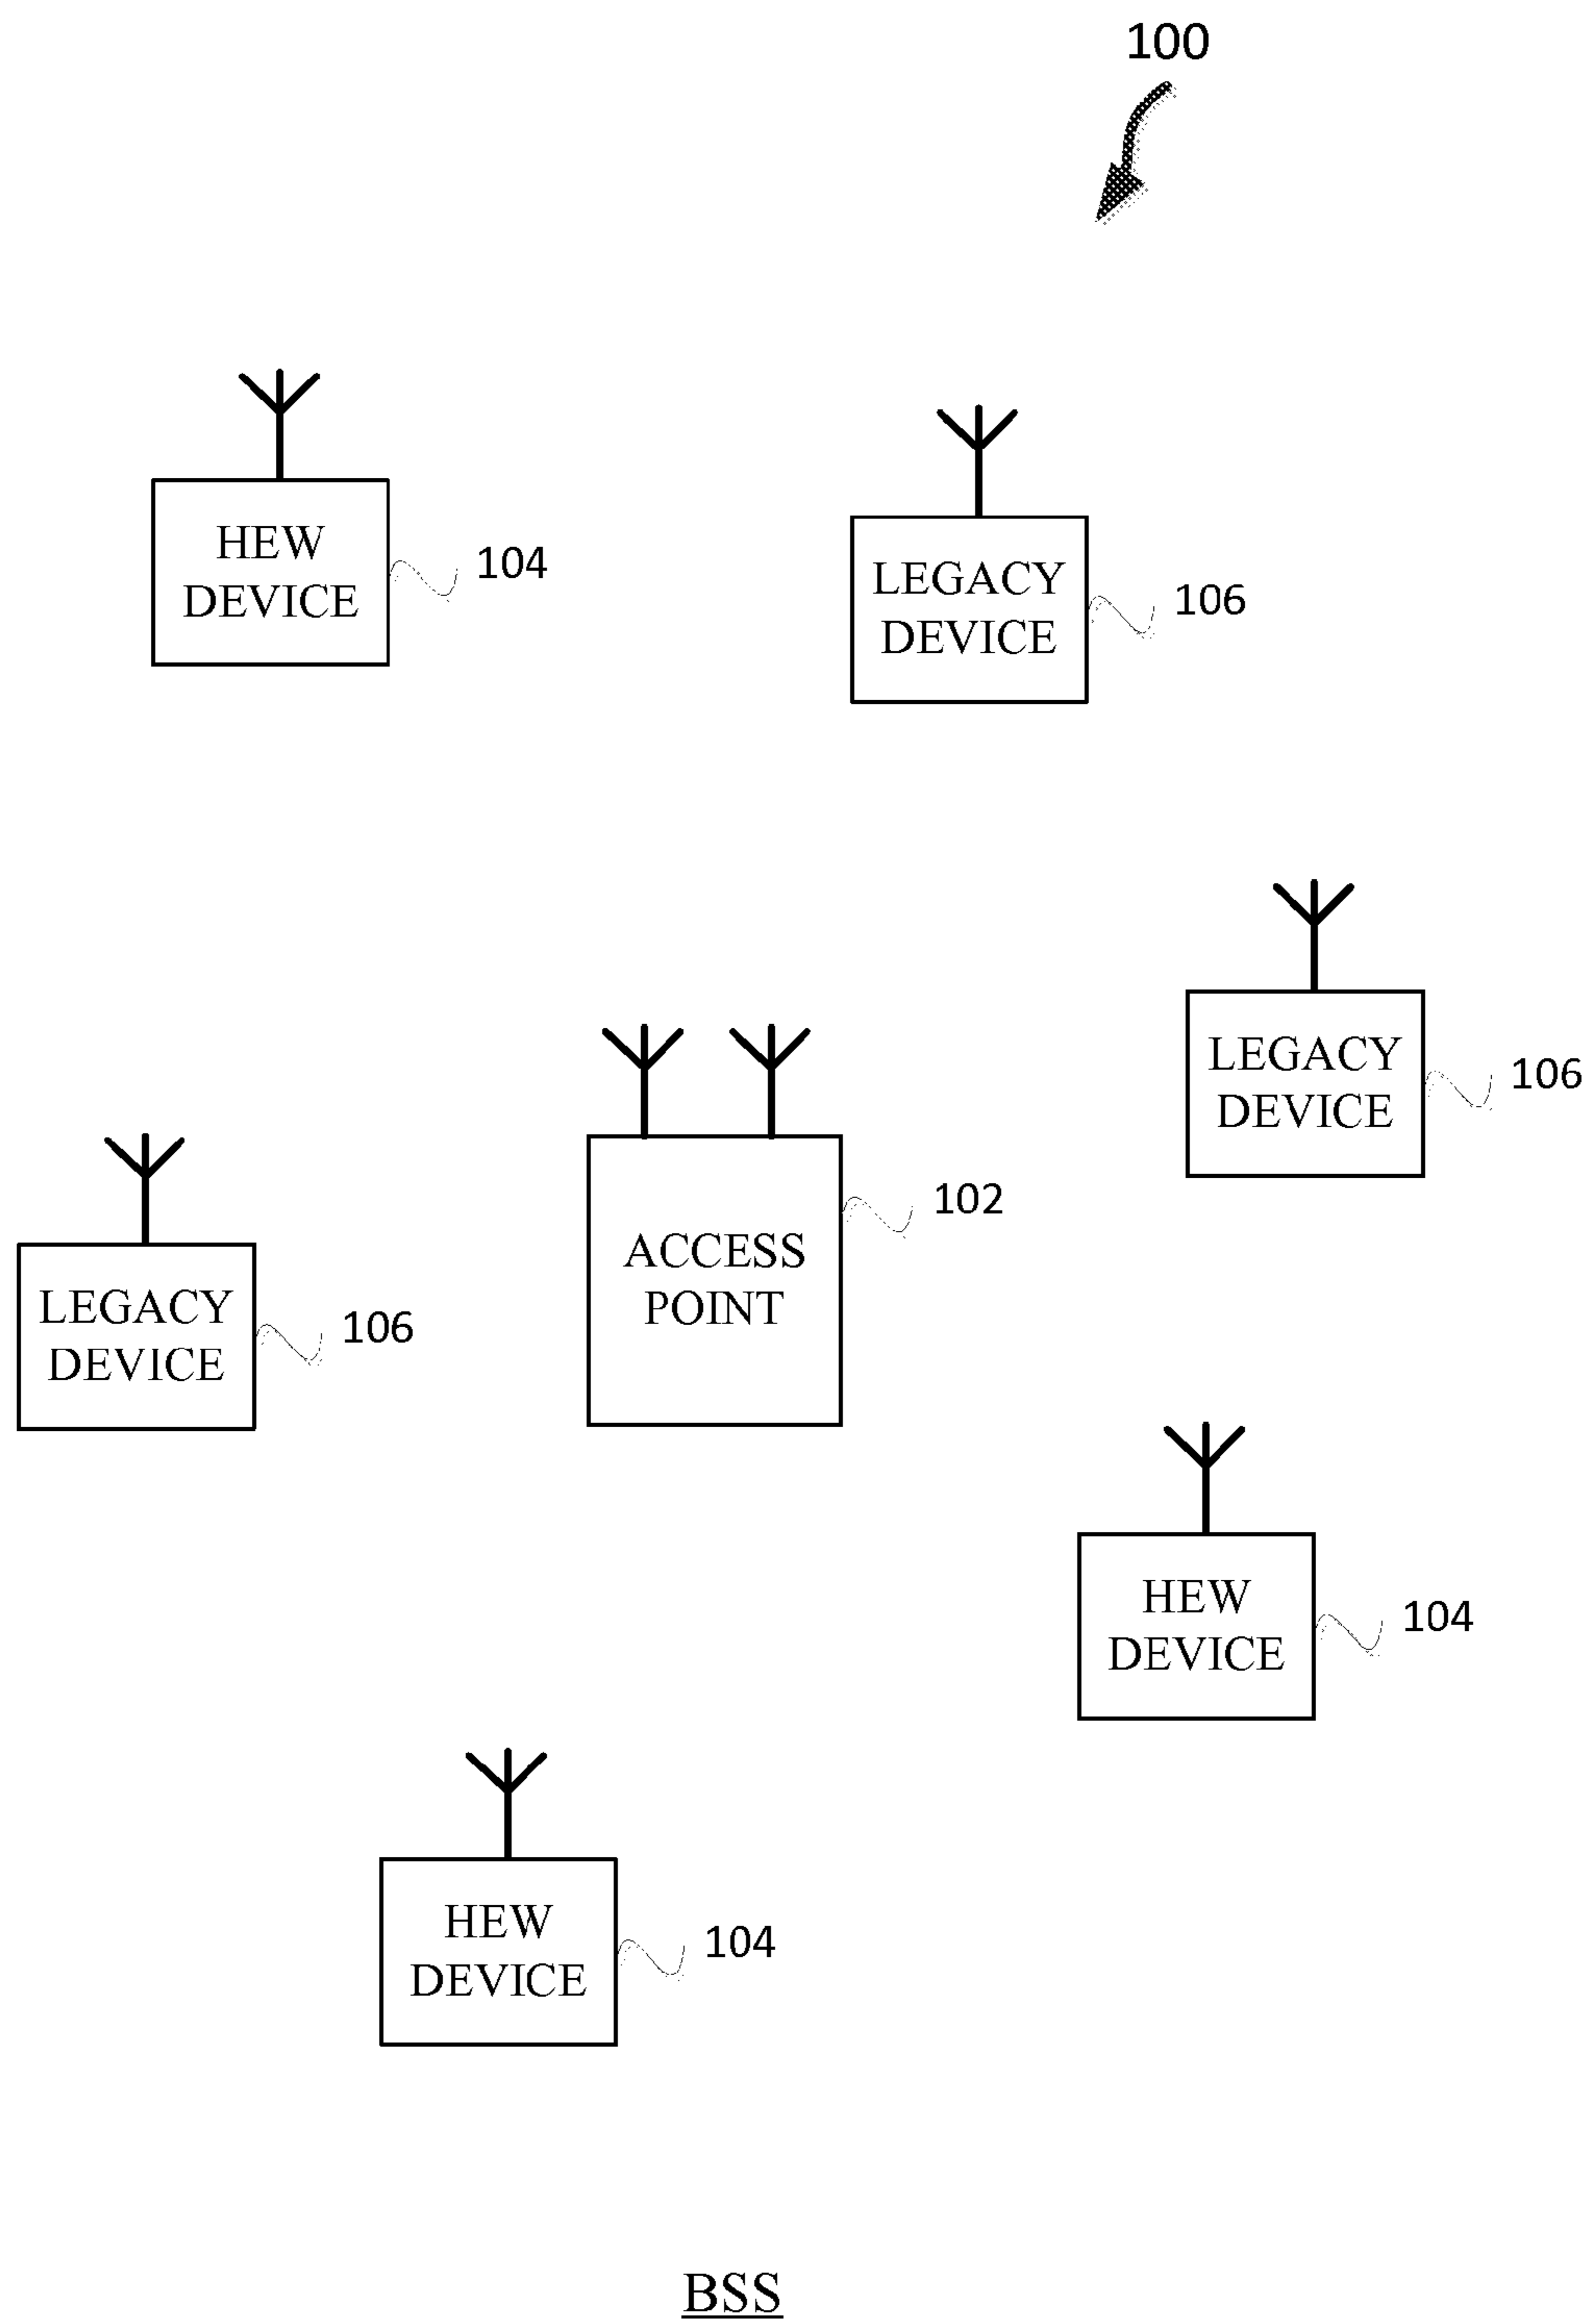 100
HEW
DEVICE
104
LEGACY
DEVICE
106
LEGACY
DEVICE
106
ACCESS
POINT
102
LEGACY
DEVICE
106
HEW
DEVICE
104
HEW
DEVICE
104
BSS